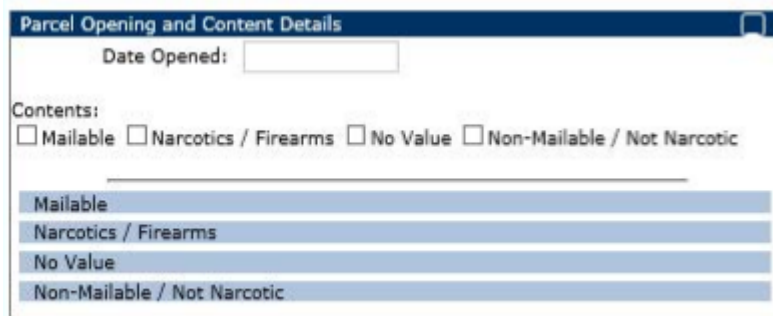 Parcel Opening and Content Details
Date Opened:
Contents:
Mailable Narcotics / Firearms No Value Non-Mailable / Not Narcotic
Mailable
Narcotics / Firearms
No Value
Non-Mailable / Not Narcotic